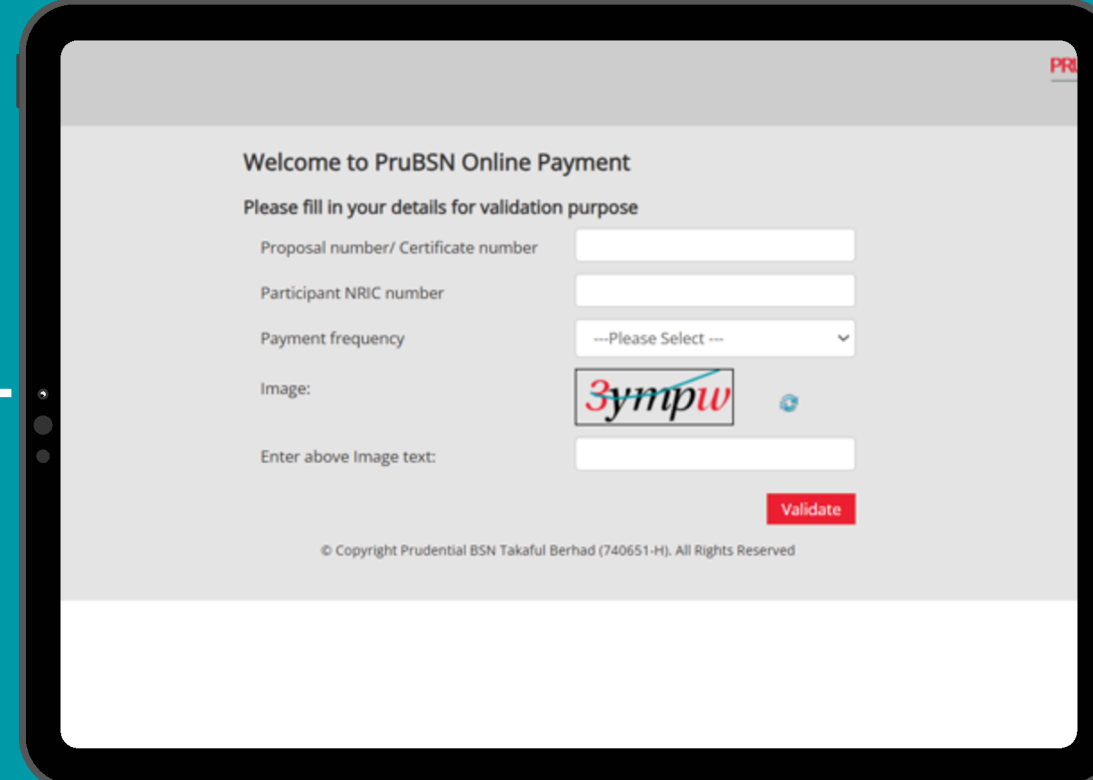 Welcome to PruBSN Online Payment
Please fill in your details for validation purpose
Proposal number/ Certificate number
Participant NRIC number
Payment frequency ---Please Select ---
Image: 3ympw
Enter above Image text:
Validate
© Copyright Prudential BSN Takaful Berhad (740651-H). All Rights Reserved